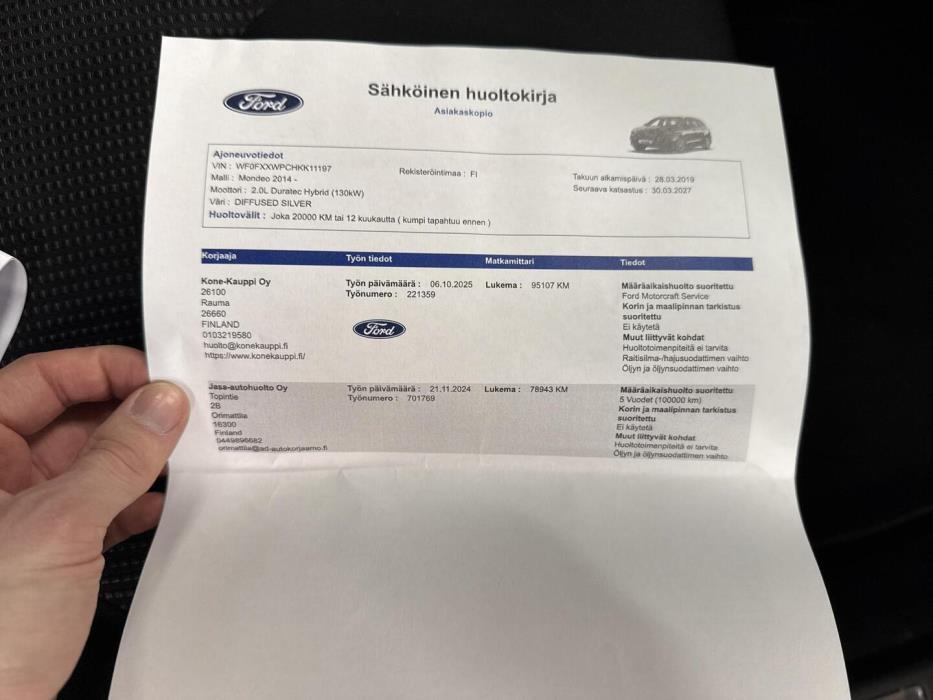 Ford
Sähköinen huoltokirja
Asiakaskopio
Ajoneuvotiedot
VIN : WF0FXXWPCHKK11197
Rekisteröintimaa : FI
Takuun alkamispäivä : 28.03.2019
Malli : Mondeo 2014 -
Seuraava katsastus : 30.03.2027
Moottori : 2.0L Duratec Hybrid (130kW)
Väri : DIFFUSED SILVER
Huoltovälit : Joka 20000 KM tai 12 kuukautta ( kumpi tapahtuu ennen )
Korjaaja Työn tiedot Matkamittari Tiedot
Kone-Kauppi Oy
26100
Rauma
26660
FINLAND
0103219580
huolto@konekauppi.fi
https://www.konekauppi.fi/
Työn päivämäärä : 06.10.2025
Työnumero : 221359
Ford
Lukema : 95107 KM
Määräaikaishuolto suoritettu
Ford Motorcraft Service
Korin ja maalipinnan tarkistus
suoritettu
Ei käytetä
Muut liittyvät kohdat
Huoltotoimenpiteitä ei tarvita
Raitisilma-/hajusuodattimen vaihto
Öljyn ja öljynsuodattimen vaihto
Jasa-autohuolto Oy
Topintie
2B
Orimattila
16300
Finland
0449896682
orimattila@ad-autokorjaamo.fi
Työn päivämäärä : 21.11.2024
Työnumero : 701769
Lukema : 78943 KM
Määräaikaishuolto suoritettu
5 Vuodet (100000 km)
Korin ja maalipinnan tarkistus
suoritettu
Ei käytetä
Muut liittyvät kohdat
Huoltotoimenpiteitä ei tarvita
Öljyn ja öljynsuodattimen vaihto